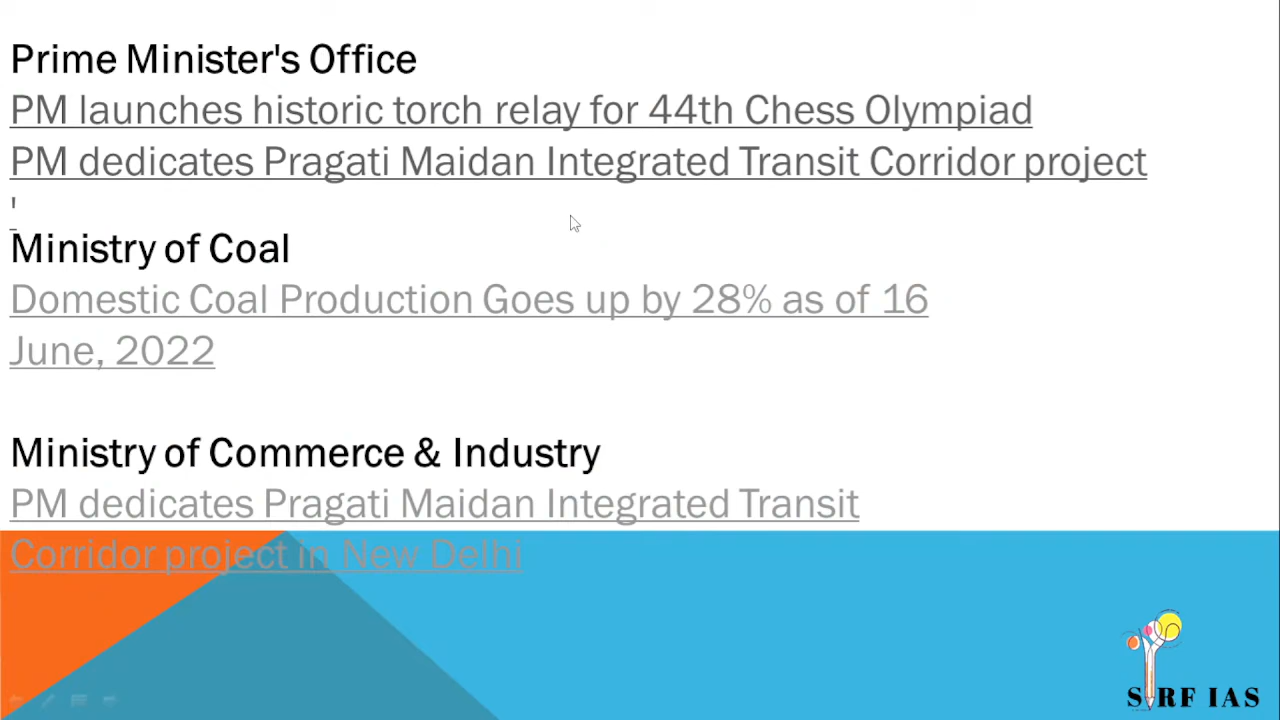 Prime Minister's Office
PM launches historic torch relay for 44th Chess Olympiad
PM dedicates Pragati Maidan Integrated Transit Corridor project
'
Ministry of Coal
Domestic Coal Production Goes up by 28% as of 16
June, 2022
Ministry of Commerce & Industry
PM dedicates Pragati Maidan Integrated Transit
Corridor project in New Delhi
SIRF IAS